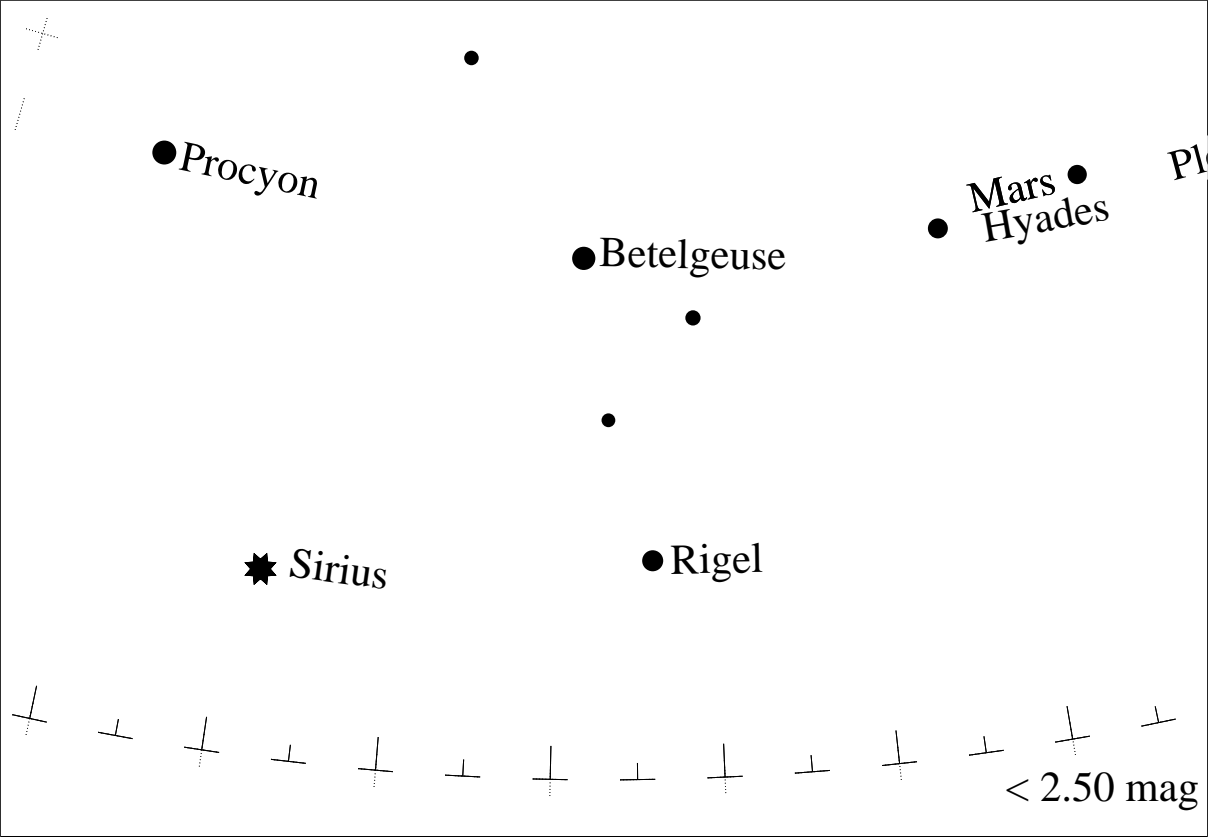 Procyon
Mars
Hyades
Betelgeuse
Sirius
Rigel
< 2.50 mag